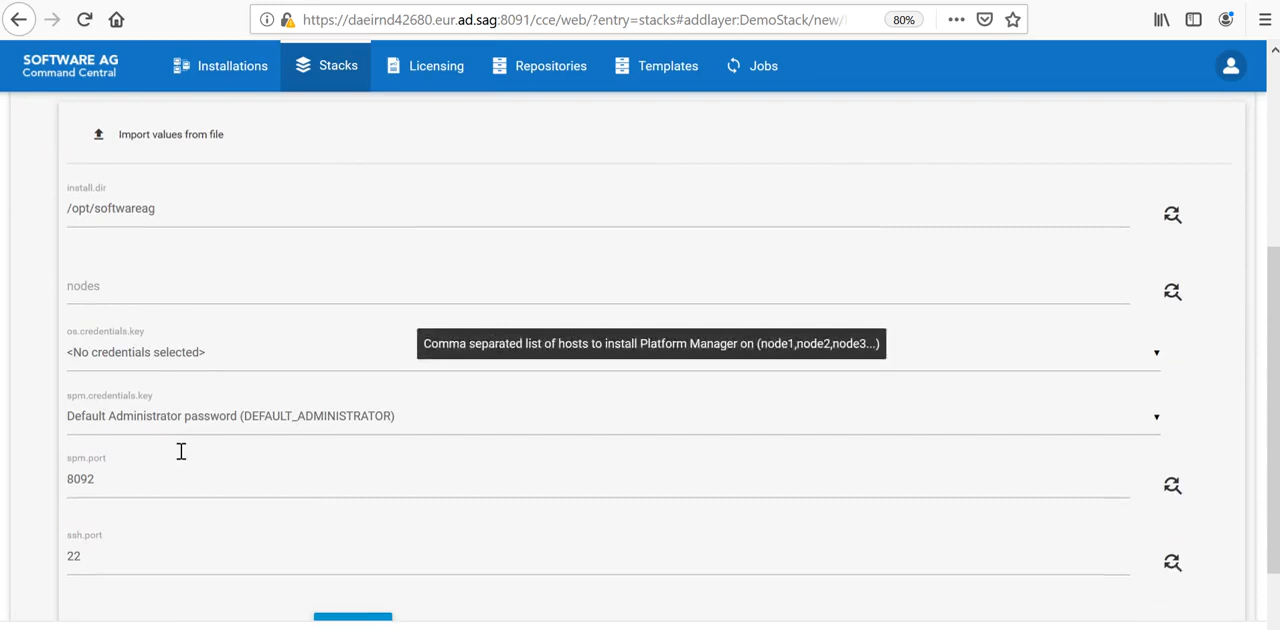 https://daeirnd42680.eur.ad.sag:8091/cce/web/?entry=stacks#addlayer:DemoStack/new/
80%
SOFTWARE AG
Command Central
Installations
Stacks
Licensing
Repositories
Templates
Jobs
Import values from file
install.dir
/opt/softwareag
nodes
os.credentials.key
<No credentials selected>
Comma separated list of hosts to install Platform Manager on (node1,node2,node3...)
spm.credentials.key
Default Administrator password (DEFAULT_ADMINISTRATOR)
spm.port
8092
ssh.port
22